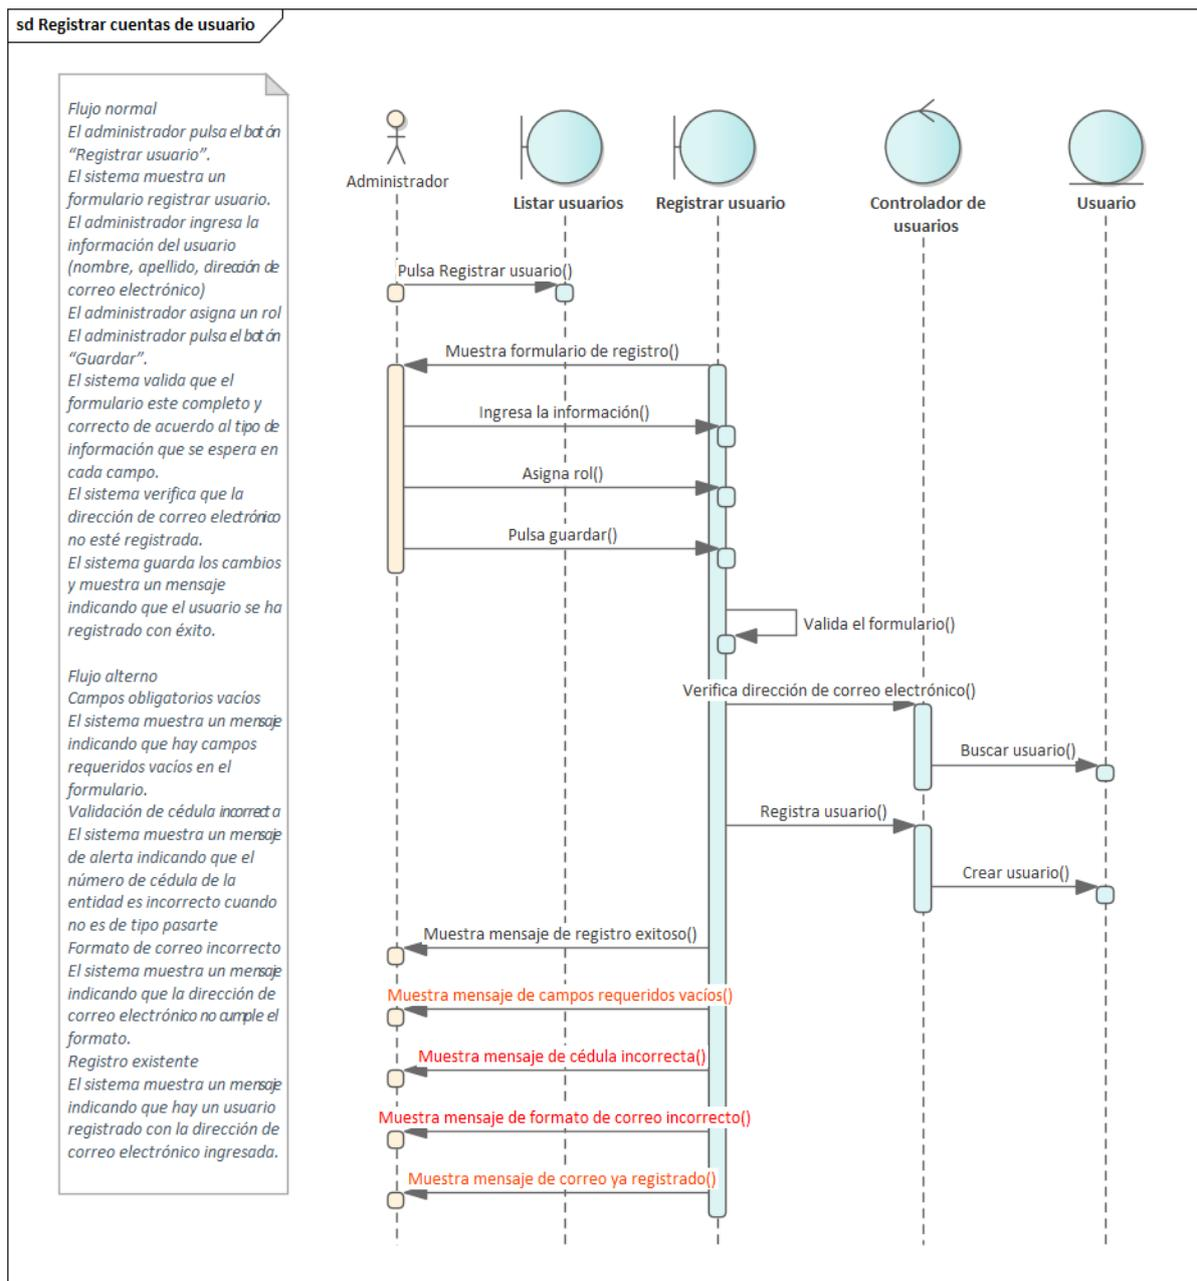 sd Registrar cuentas de usuario
Flujo normal
El administrador pulsa el botón
“Registrar usuario”.
El sistema muestra un
formulario registrar usuario.
El administrador ingresa la
información del usuario
(nombre, apellido, dirección de
correo electrónico)
El administrador asigna un rol
El administrador pulsa el botón
“Guardar”.
El sistema valida que el
formulario este completo y
correcto de acuerdo al tipo de
información que se espera en
cada campo.
El sistema verifica que la
dirección de correo electrónico
no esté registrada.
El sistema guarda los cambios
y muestra un mensaje
indicando que el usuario se ha
registrado con éxito.
Flujo alterno
Campos obligatorios vacíos
El sistema muestra un mensaje
indicando que hay campos
requeridos vacíos en el
formulario.
Validación de cédula incorrecta
El sistema muestra un mensaje
de alerta indicando que el
número de cédula de la
entidad es incorrecto cuando
no es de tipo pasarte
Formato de correo incorrecto
El sistema muestra un mensaje
indicando que la dirección de
correo electrónico no cumple el
formato.
Registro existente
El sistema muestra un mensaje
indicando que hay un usuario
registrado con la dirección de
correo electrónico ingresada.
Administrador
Listar usuarios
Registrar usuario
Controlador de
usuarios
Usuario
Pulsa Registrar usuario()
Muestra formulario de registro()
Ingresa la información()
Asigna rol()
Pulsa guardar()
Valida el formulario()
Verifica dirección de correo electrónico()
Buscar usuario()
Registra usuario()
Crear usuario()
Muestra mensaje de registro exitoso()
Muestra mensaje de campos requeridos vacíos()
Muestra mensaje de cédula incorrecta()
Muestra mensaje de formato de correo incorrecto()
Muestra mensaje de correo ya registrado()